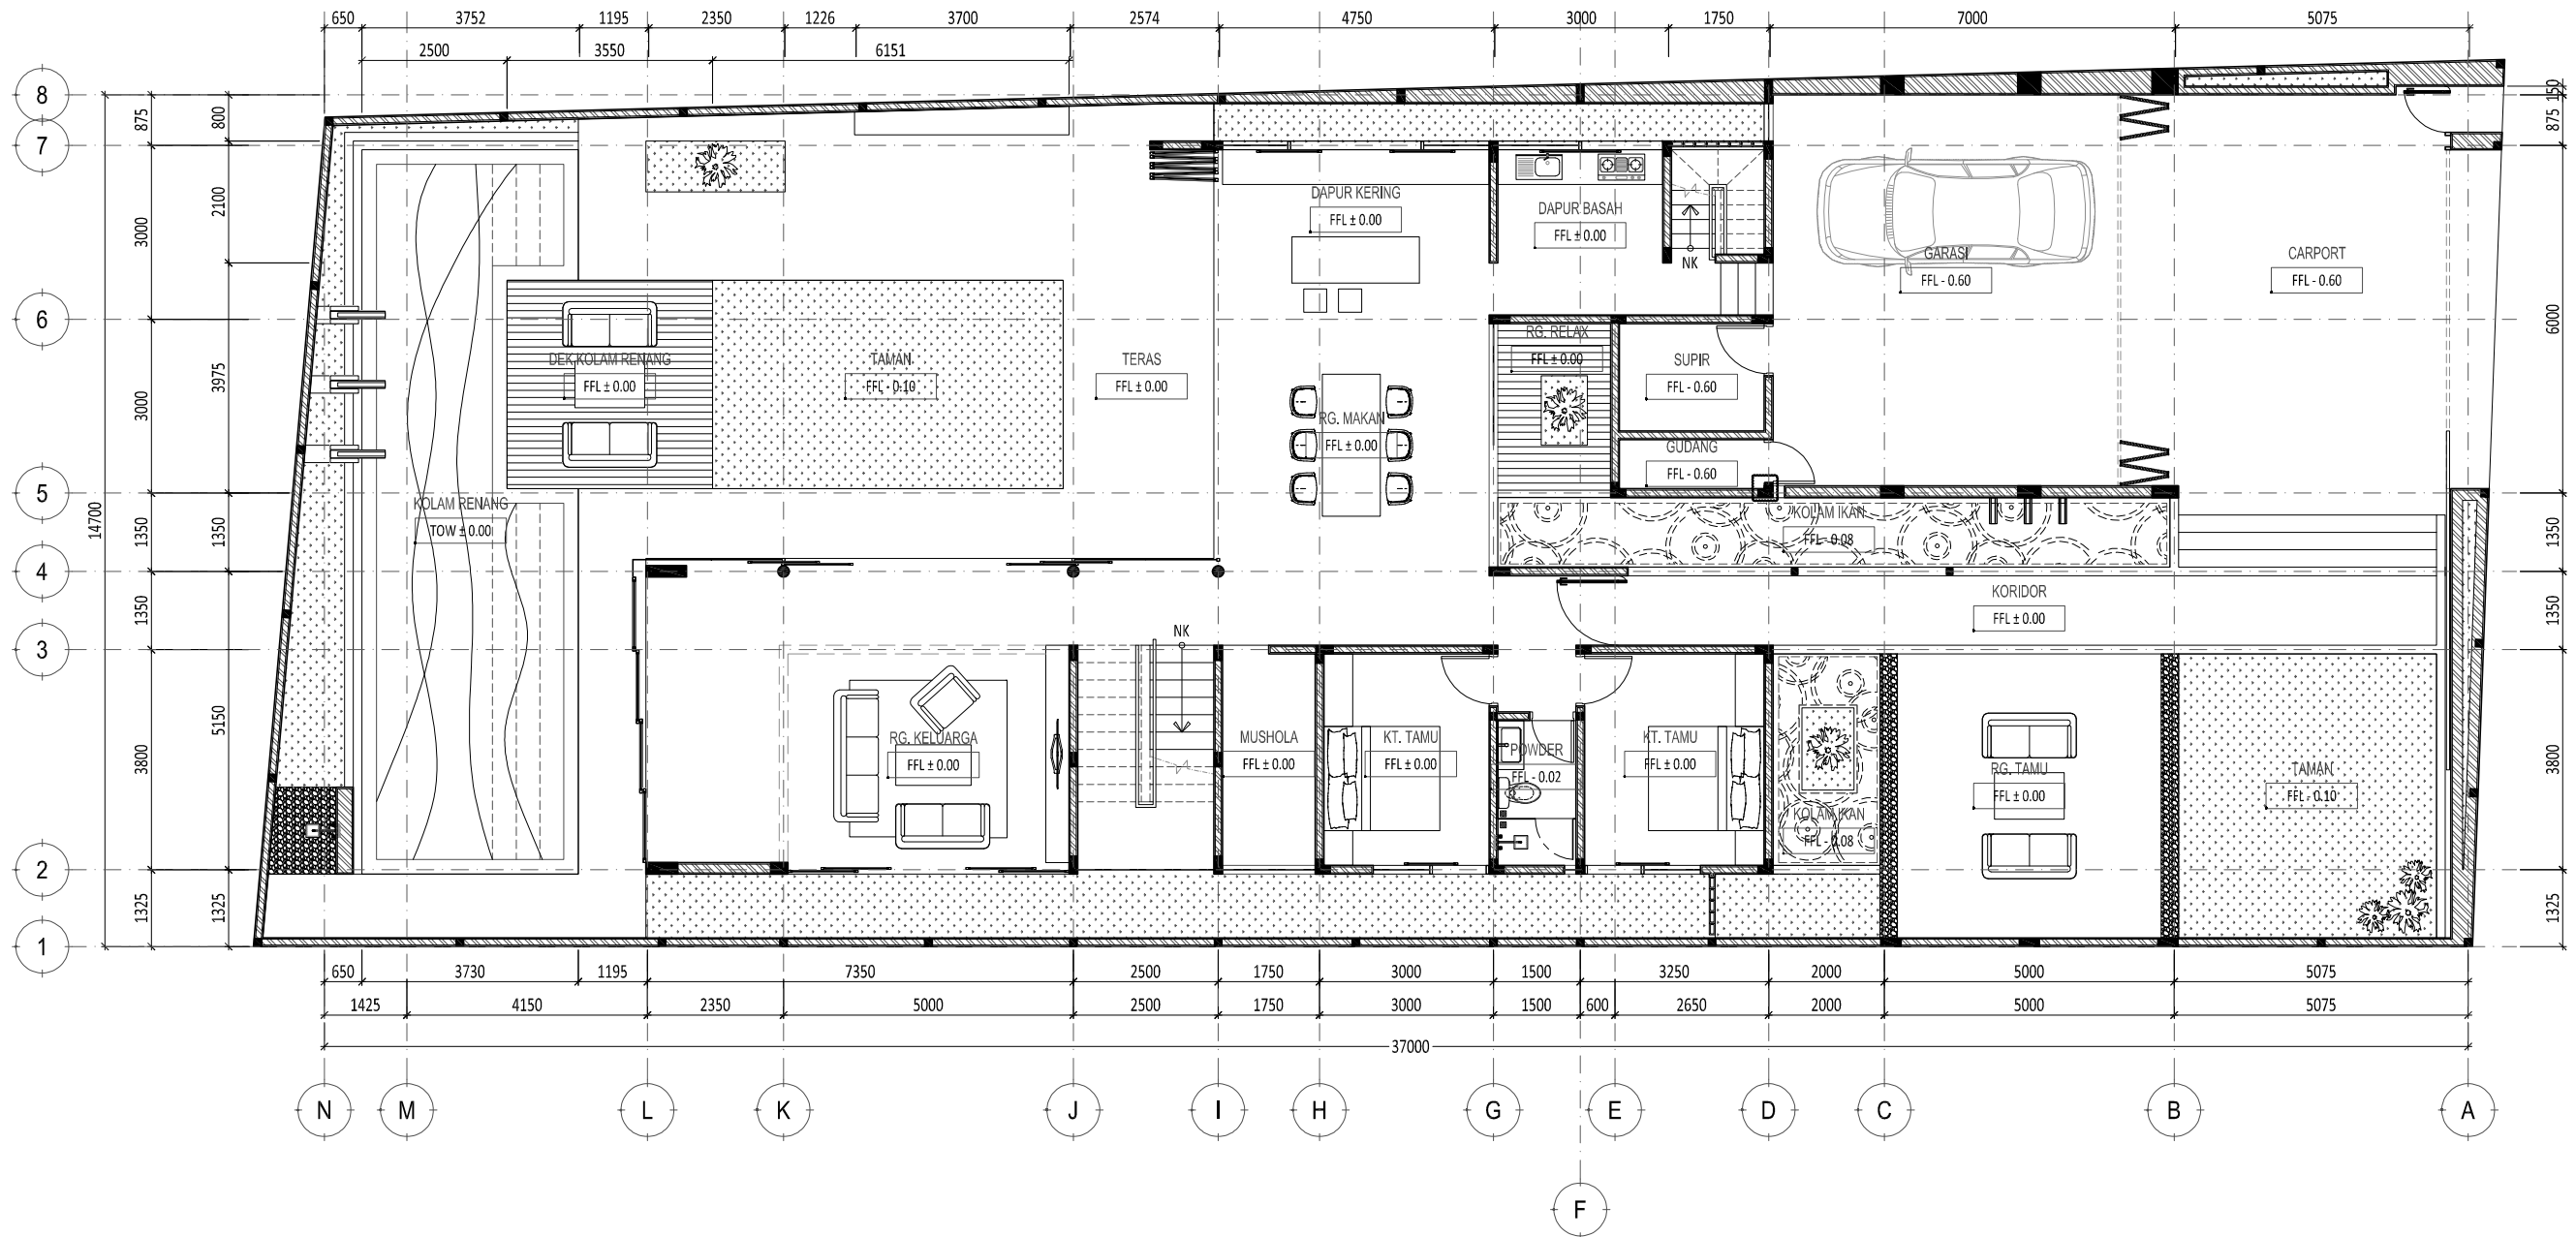 650 3752 1195 2350 1226 3700 2574 4750 3000 1750 7000 5075
2500 3550 6151
8
7
6
5
4
3
2
1
14700
875
3000
3000
1350
1350
3800
1325
800
2100
3975
1350
5150
1325
150
875
6000
1350
1350
3800
1325
DAPUR KERING
FFL ± 0.00
DAPUR BASAH
FFL ± 0.00
NK
GARASI
FFL - 0.60
CARPORT
FFL - 0.60
DEK KOLAM RENANG
FFL ± 0.00
TAMAN
FFL - 0.10
TERAS
FFL ± 0.00
RG. RELAX
FFL ± 0.00
SUPIR
FFL - 0.60
RG. MAKAN
FFL ± 0.00
GUDANG
FFL - 0.60
KOLAM RENANG
TOW ± 0.00
KOLAM IKAN
FFL - 0.08
KORIDOR
FFL ± 0.00
NK
RG. KELUARGA
FFL ± 0.00
MUSHOLA
FFL ± 0.00
KT. TAMU
FFL ± 0.00
POWDER
FFL - 0.02
KT. TAMU
FFL ± 0.00
KOLAM IKAN
FFL - 0.08
RG. TAMU
FFL ± 0.00
TAMAN
FFL - 0.10
650 3730 1195 7350 2500 1750 3000 1500 3250 2000 5000 5075
1425 4150 2350 5000 2500 1750 3000 1500 600 2650 2000 5000 5075
37000
N M L K J I H G E D C B A
F